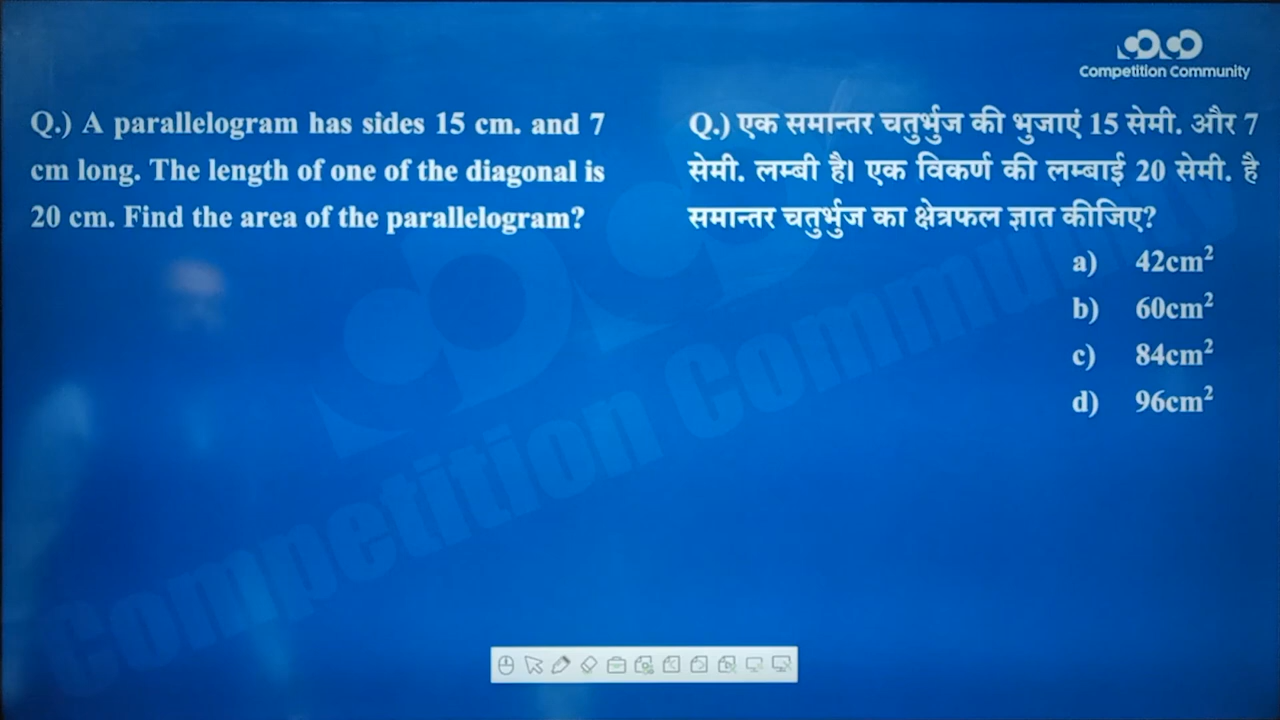 Competition Community
Q.) A parallelogram has sides 15 cm. and 7
cm long. The length of one of the diagonal is
20 cm. Find the area of the parallelogram?
Q.) एक समान्तर चतुर्भुज की भुजाएं 15 सेमी. और 7
सेमी. लम्बी है। एक विकर्ण की लम्बाई 20 सेमी. है
समान्तर चतुर्भुज का क्षेत्रफल ज्ञात कीजिए?
a) 42cm²
b) 60cm²
c) 84cm²
d) 96cm²
Competition Community